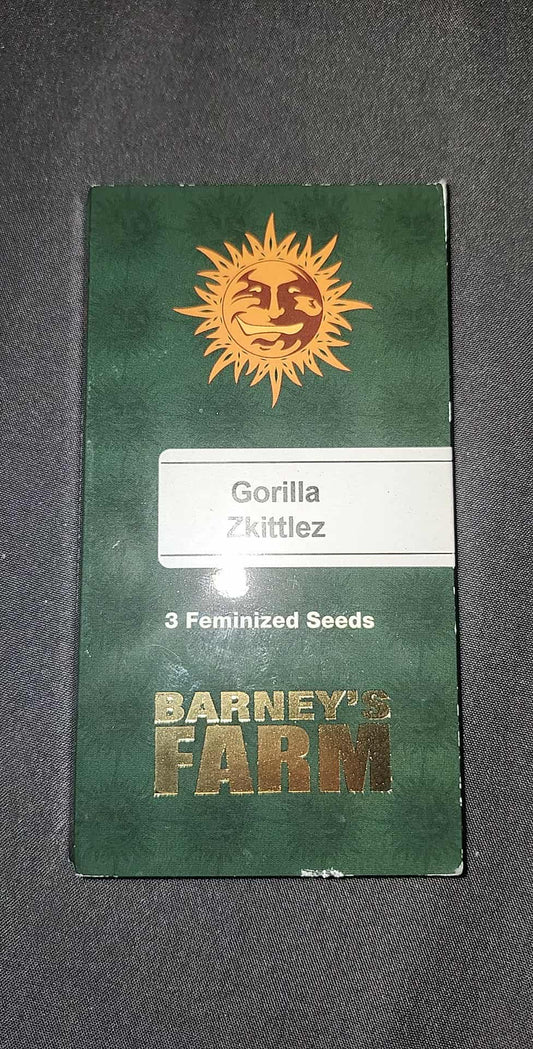 Gorilla
Zkittlez
3 Feminized Seeds
BARNEY'S
FARM